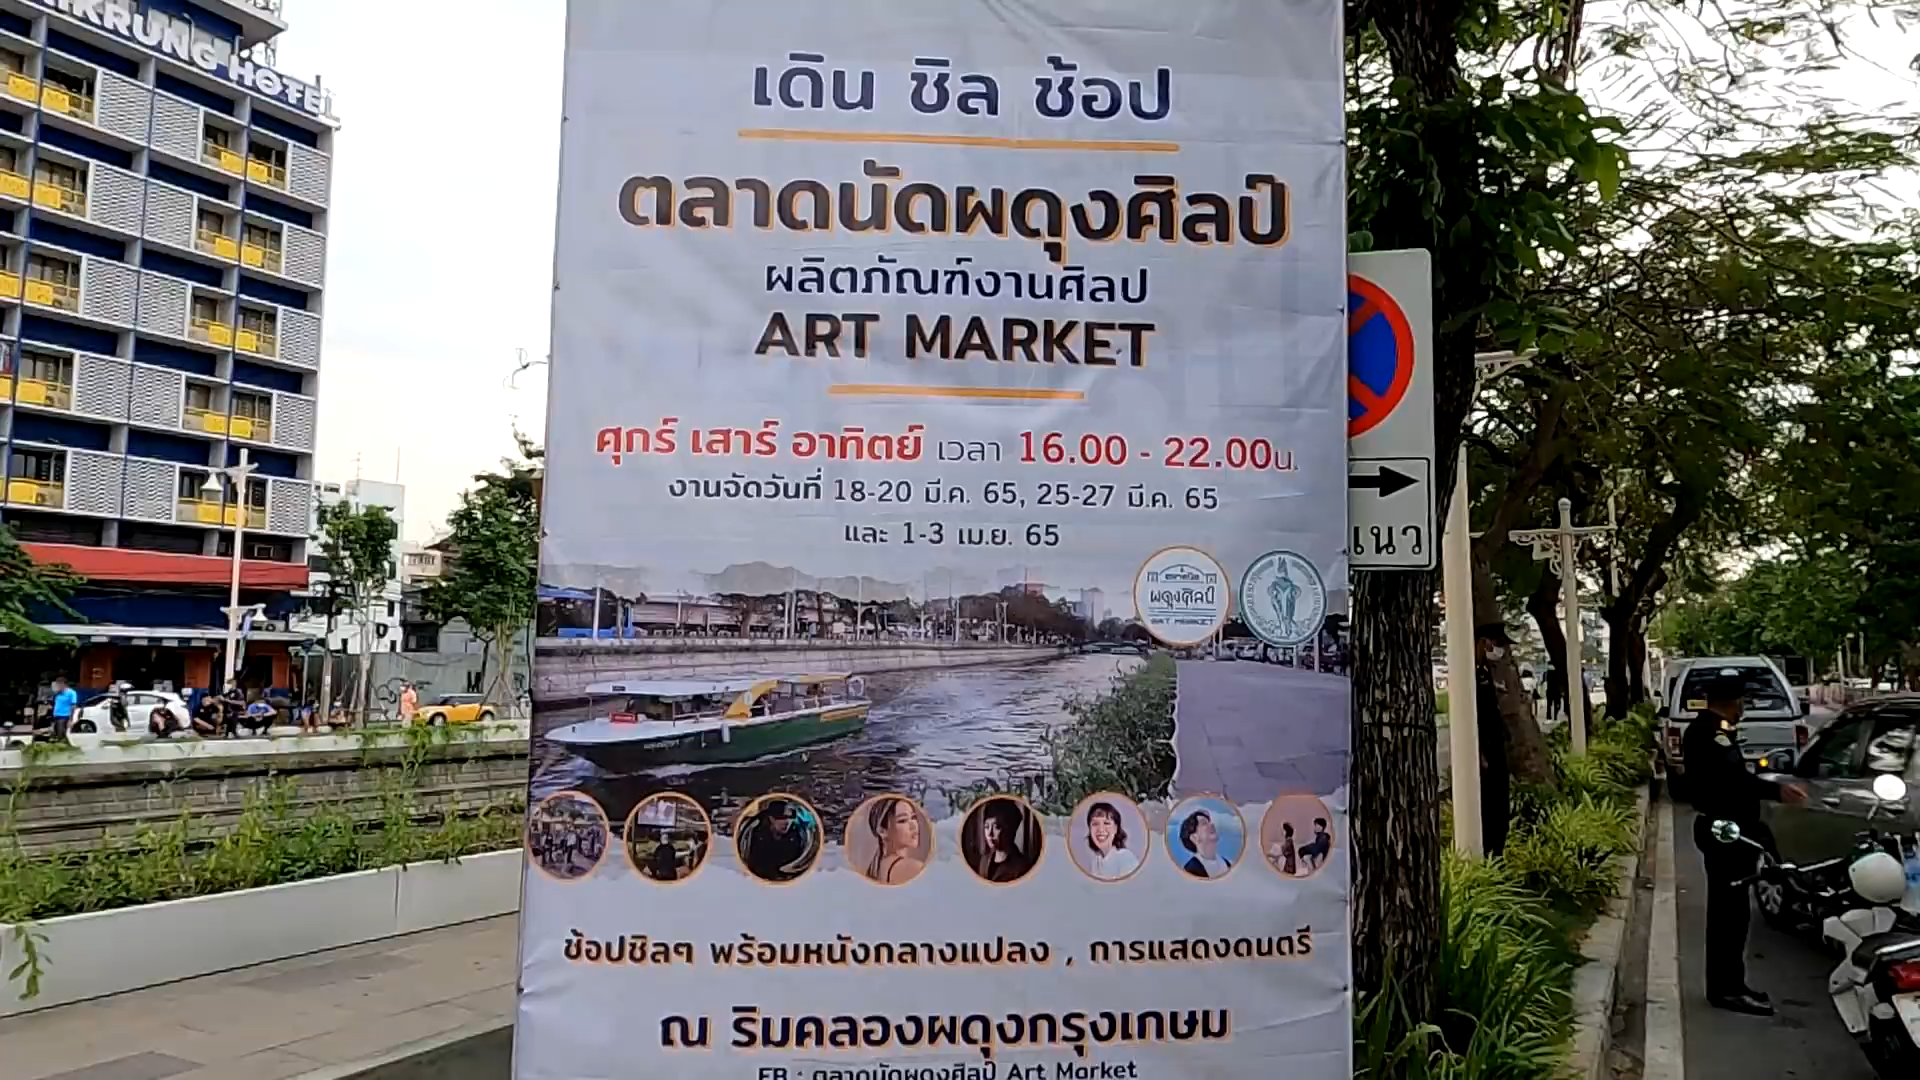 KRUNG HOTEL
เดิน ชิล ช้อป
ตลาดนัดผดุงศิลป์
ผลิตภัณฑ์งานศิลป
ART MARKET
ศุกร์ เสาร์ อาทิตย์ เวลา 16.00 - 22.00น.
งานจัดวันที่ 18-20 มี.ค. 65, 25-27 มี.ค. 65
และ 1-3 เม.ย. 65
ผดุงศิลป์
ART MARKET
แนว
ช้อปชิลๆ พร้อมหนังกลางแปลง , การแสดงดนตรี
ณ ริมคลองผดุงกรุงเกษม
FB : ตลาดนัดผดุงศิลป์ Art Market